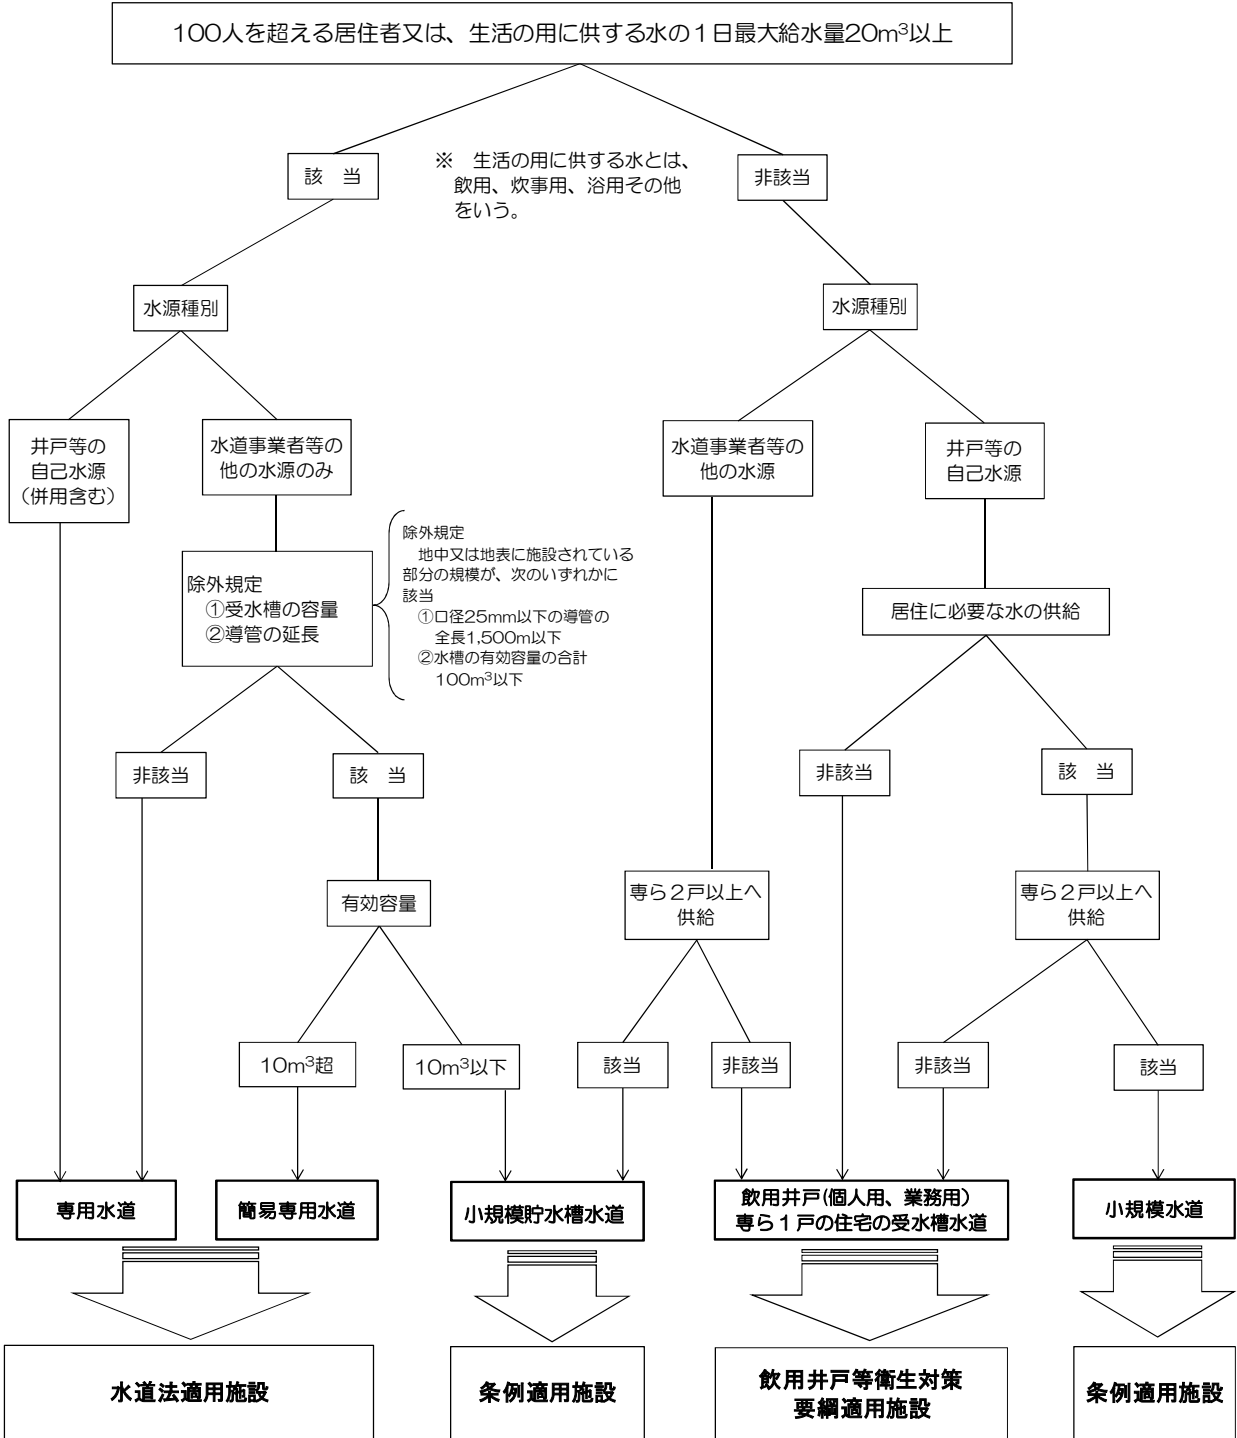 100人を超える居住者又は、生活の用に供する水の1日最大給水量20m³以上
該　当
※　生活の用に供する水とは、
飲用、炊事用、浴用その他
をいう。
非該当
水源種別
水源種別
井戸等の
自己水源
（併用含む）
水道事業者等の
他の水源のみ
水道事業者等の
他の水源
井戸等の
自己水源
除外規定
①受水槽の容量
②導管の延長
除外規定
地中又は地表に施設されている
部分の規模が、次のいずれかに
該当
①口径25mm以下の導管の
全長1,500m以下
②水槽の有効容量の合計
100m³以下
居住に必要な水の供給
非該当
該　当
非該当
該　当
有効容量
専ら２戸以上へ
供給
専ら２戸以上へ
供給
10m³超
10m³以下
該当
非該当
非該当
該当
専用水道
簡易専用水道
小規模貯水槽水道
飲用井戸(個人用、業務用)
専ら１戸の住宅の受水槽水道
小規模水道
水道法適用施設
条例適用施設
飲用井戸等衛生対策
要綱適用施設
条例適用施設